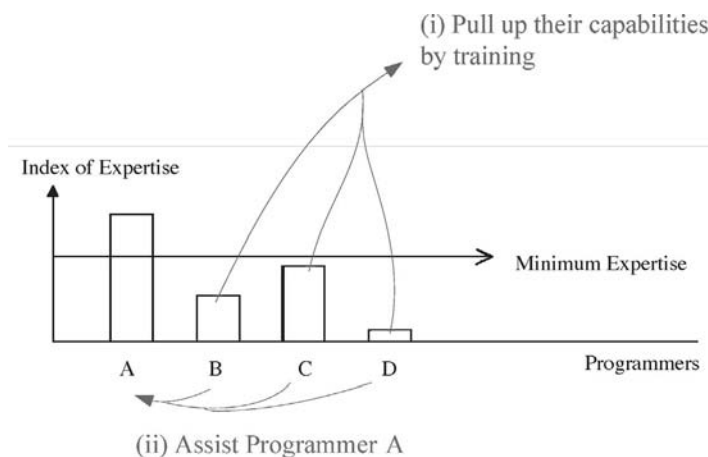 (i) Pull up their capabilities
by training
Index of Expertise
Minimum Expertise
A B C D Programmers
(ii) Assist Programmer A